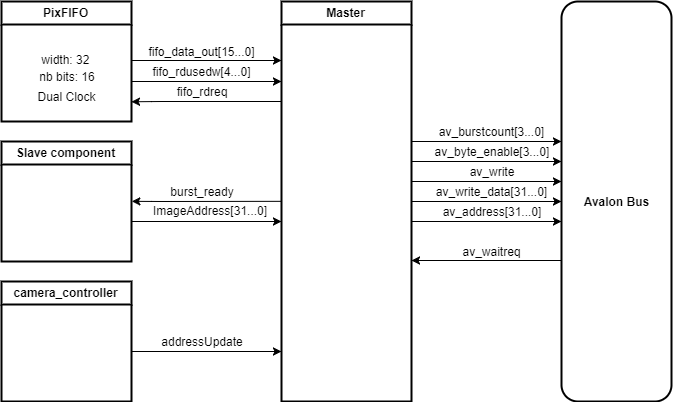 PixFIFO
width: 32
nb bits: 16
Dual Clock
fifo_data_out[15...0]
fifo_rdusedw[4...0]
fifo_rdreq
Master
Slave component
burst_ready
ImageAddress[31...0]
camera_controller
addressUpdate
av_burstcount[3...0]
av_byte_enable[3...0]
av_write
av_write_data[31...0]
av_address[31...0]
av_waitreq
Avalon Bus